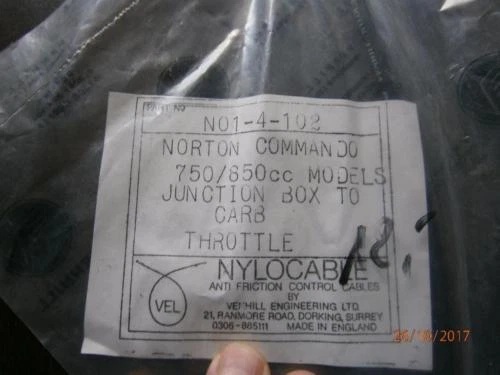 PART NO
N01-4-102
NORTON COMMANDO
750/850cc MODELS
JUNCTION BOX TO
CARB
THROTTLE
18:
NYLOCABLE
ANTI FRICTION CONTROL CABLES
BY
VEL
VENHILL ENGINEERING LTD.
21, RANMORE ROAD, DORKING, SURREY
0306-885111 MADE IN ENGLAND
26/10/2017